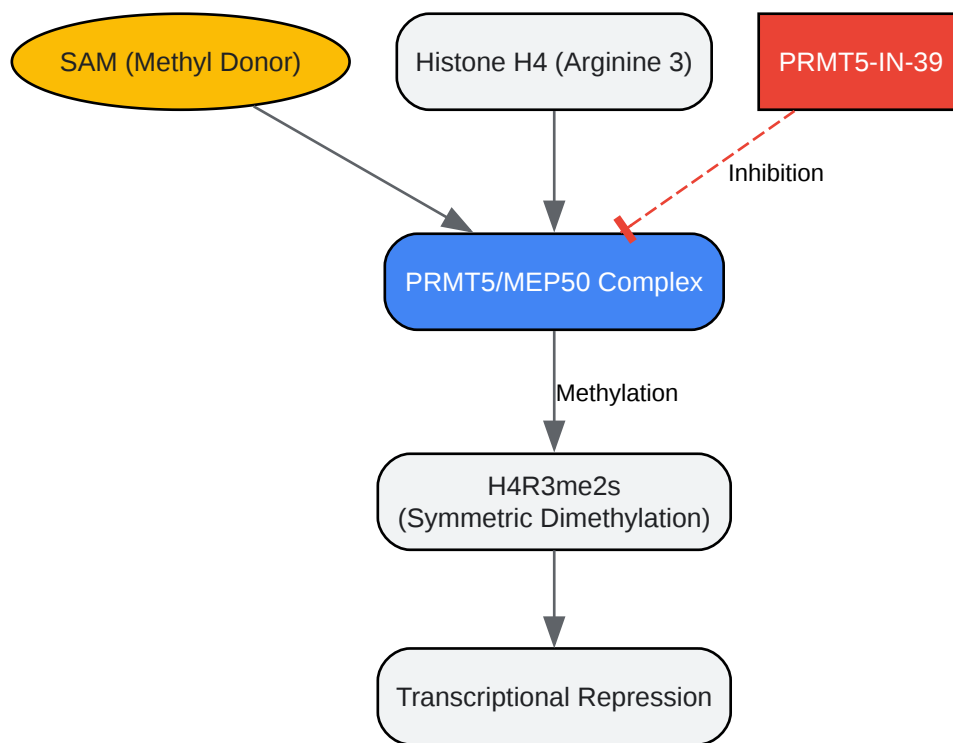 SAM (Methyl Donor)
Histone H4 (Arginine 3)
PRMT5-IN-39
Inhibition
PRMT5/MEP50 Complex
Methylation
H4R3me2s
(Symmetric Dimethylation)
Transcriptional Repression